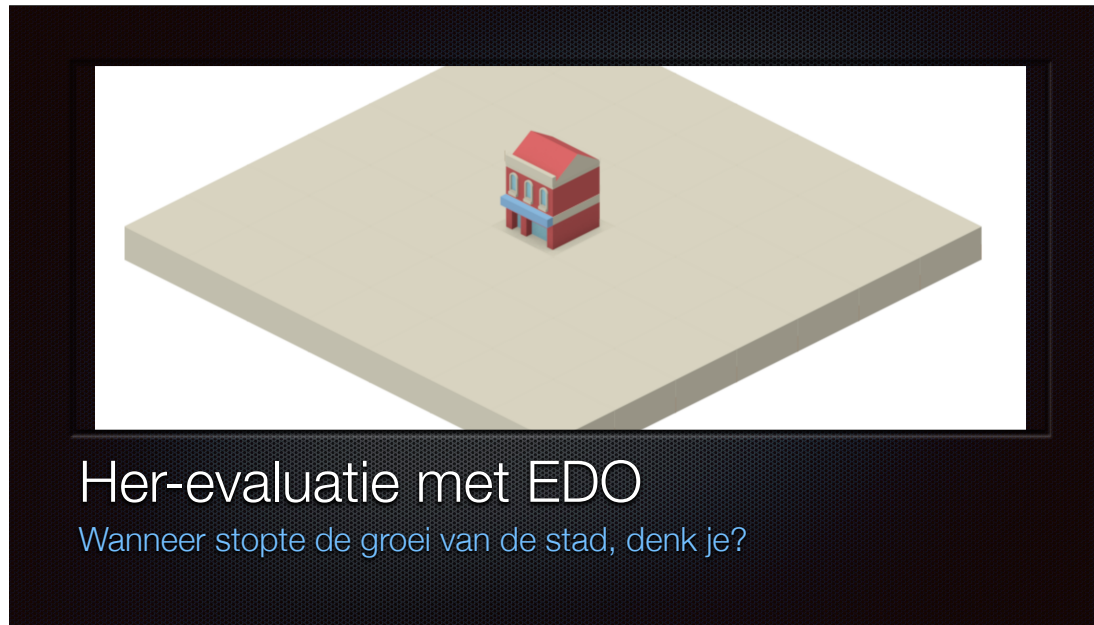 Her-evaluatie met EDO
Wanneer stopte de groei van de stad, denk je?